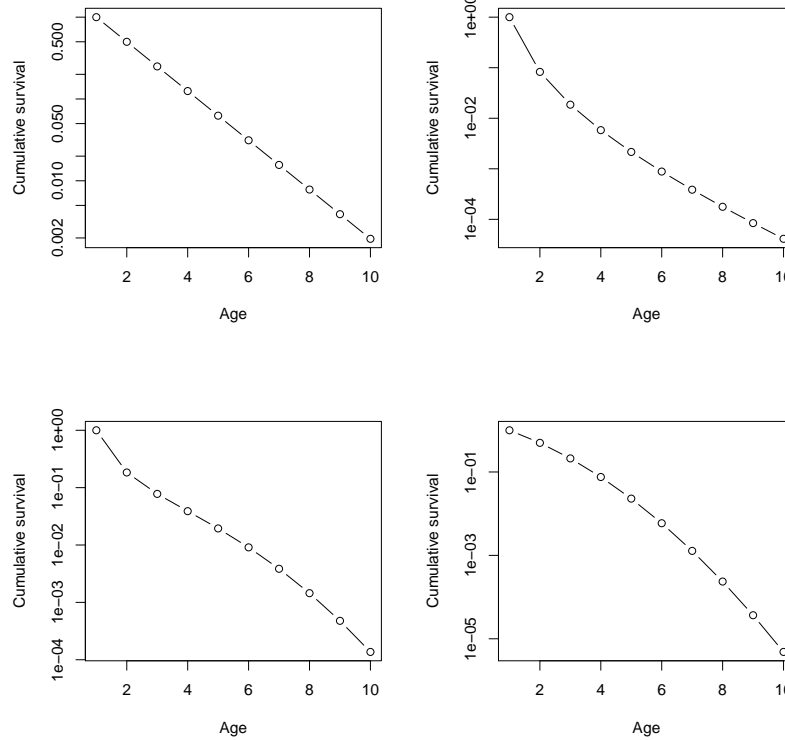 Cumulative survival
0.500
0.050
0.010
0.002
2 4 6 8 10
Age
Cumulative survival
1e+00
1e−02
1e−04
2 4 6 8 10
Age
Cumulative survival
1e+00
1e−01
1e−02
1e−03
1e−04
2 4 6 8 10
Age
Cumulative survival
1e−01
1e−03
1e−05
2 4 6 8 10
Age